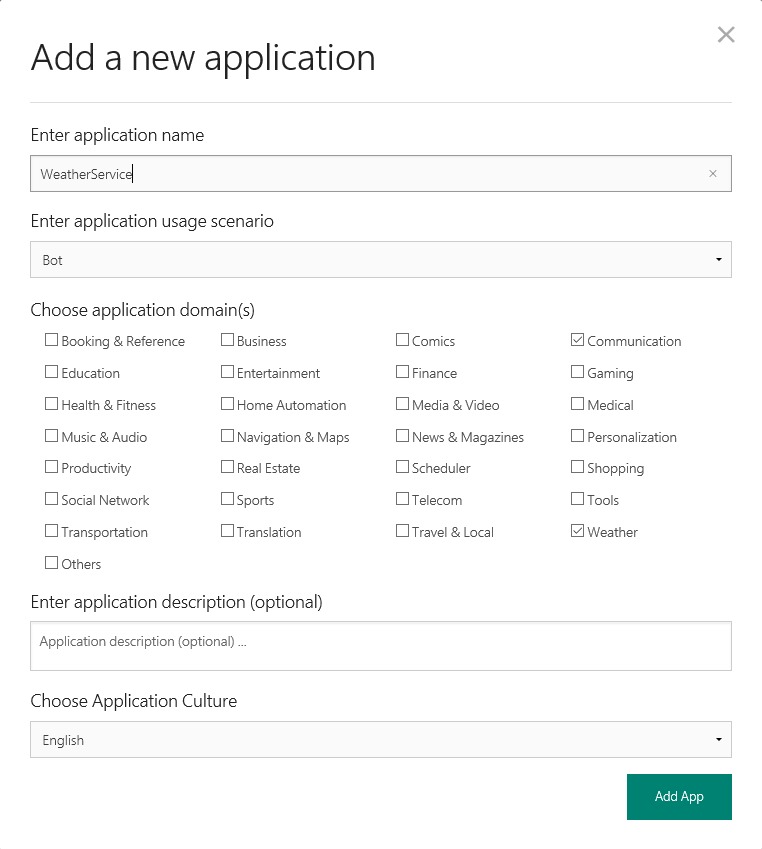 Add a new application
Enter application name
WeatherService
Enter application usage scenario
Bot
Choose application domain(s)
Booking & Reference Business Comics Communication
Education Entertainment Finance Gaming
Health & Fitness Home Automation Media & Video Medical
Music & Audio Navigation & Maps News & Magazines Personalization
Productivity Real Estate Scheduler Shopping
Social Network Sports Telecom Tools
Transportation Translation Travel & Local Weather
Others
Enter application description (optional)
Application description (optional) ...
Choose Application Culture
English
Add App